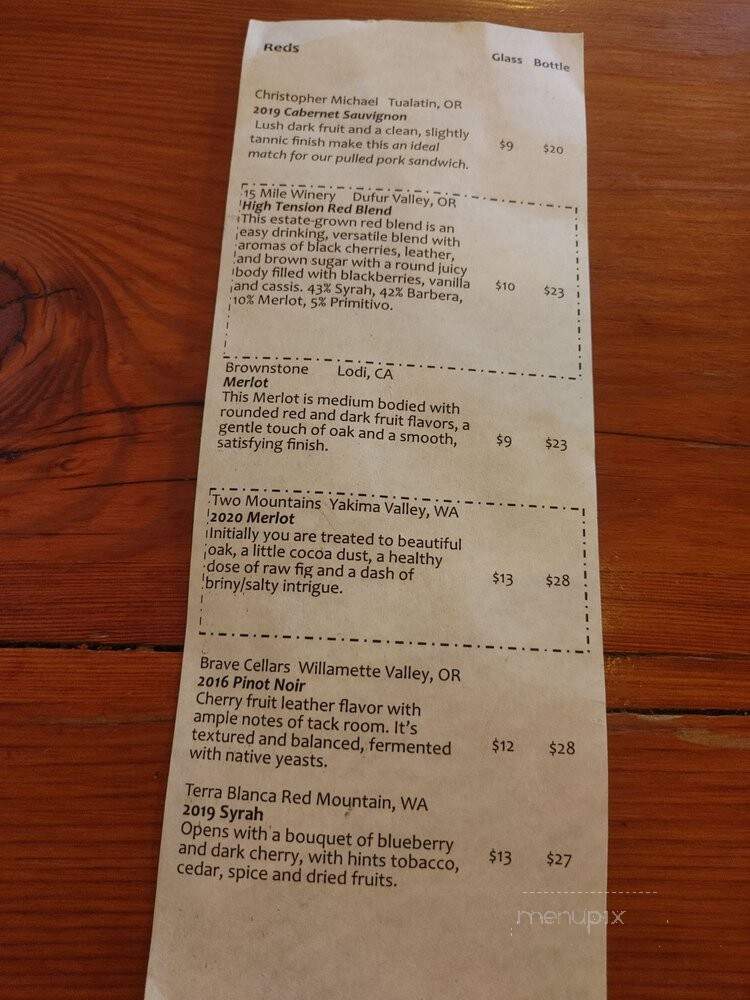 Reds
Glass Bottle
Christopher Michael Tualatin, OR
2019 Cabernet Sauvignon
Lush dark fruit and a clean, slightly
tannic finish make this an ideal
match for our pulled pork sandwich.
$9 $20
15 Mile Winery Dufur Valley, OR
High Tension Red Blend
This estate-grown red blend is an
easy drinking, versatile blend with
aromas of black cherries, leather,
and brown sugar with a round juicy
body filled with blackberries, vanilla
and cassis. 43% Syrah, 42% Barbera,
10% Merlot, 5% Primitivo.
$10 $23
Brownstone Lodi, CA
Merlot
This Merlot is medium bodied with
rounded red and dark fruit flavors, a
gentle touch of oak and a smooth,
satisfying finish.
$9 $23
Two Mountains Yakima Valley, WA
2020 Merlot
Initially you are treated to beautiful
oak, a little cocoa dust, a healthy
dose of raw fig and a dash of
briny/salty intrigue.
$13 $28
Brave Cellars Willamette Valley, OR
2016 Pinot Noir
Cherry fruit leather flavor with
ample notes of tack room. It's
textured and balanced, fermented
with native yeasts.
$12 $28
Terra Blanca Red Mountain, WA
2019 Syrah
Opens with a bouquet of blueberry
and dark cherry, with hints tobacco,
cedar, spice and dried fruits.
$13 $27
menupix